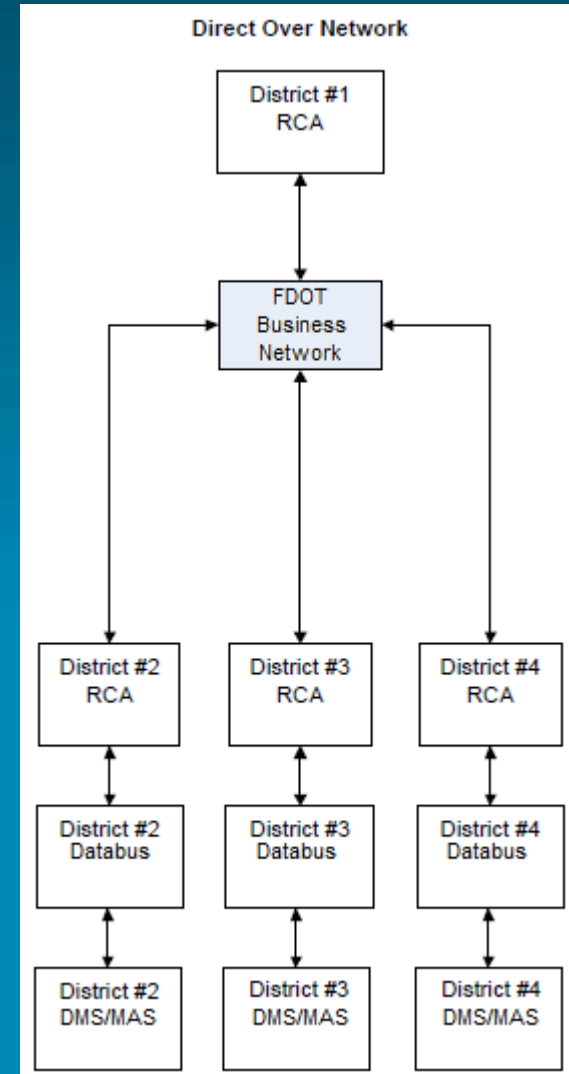 Direct Over Network
District #1
RCA
FDOT
Business
Network
District #2
RCA
District #3
RCA
District #4
RCA
District #2
Databus
District #3
Databus
District #4
Databus
District #2
DMS/MAS
District #3
DMS/MAS
District #4
DMS/MAS